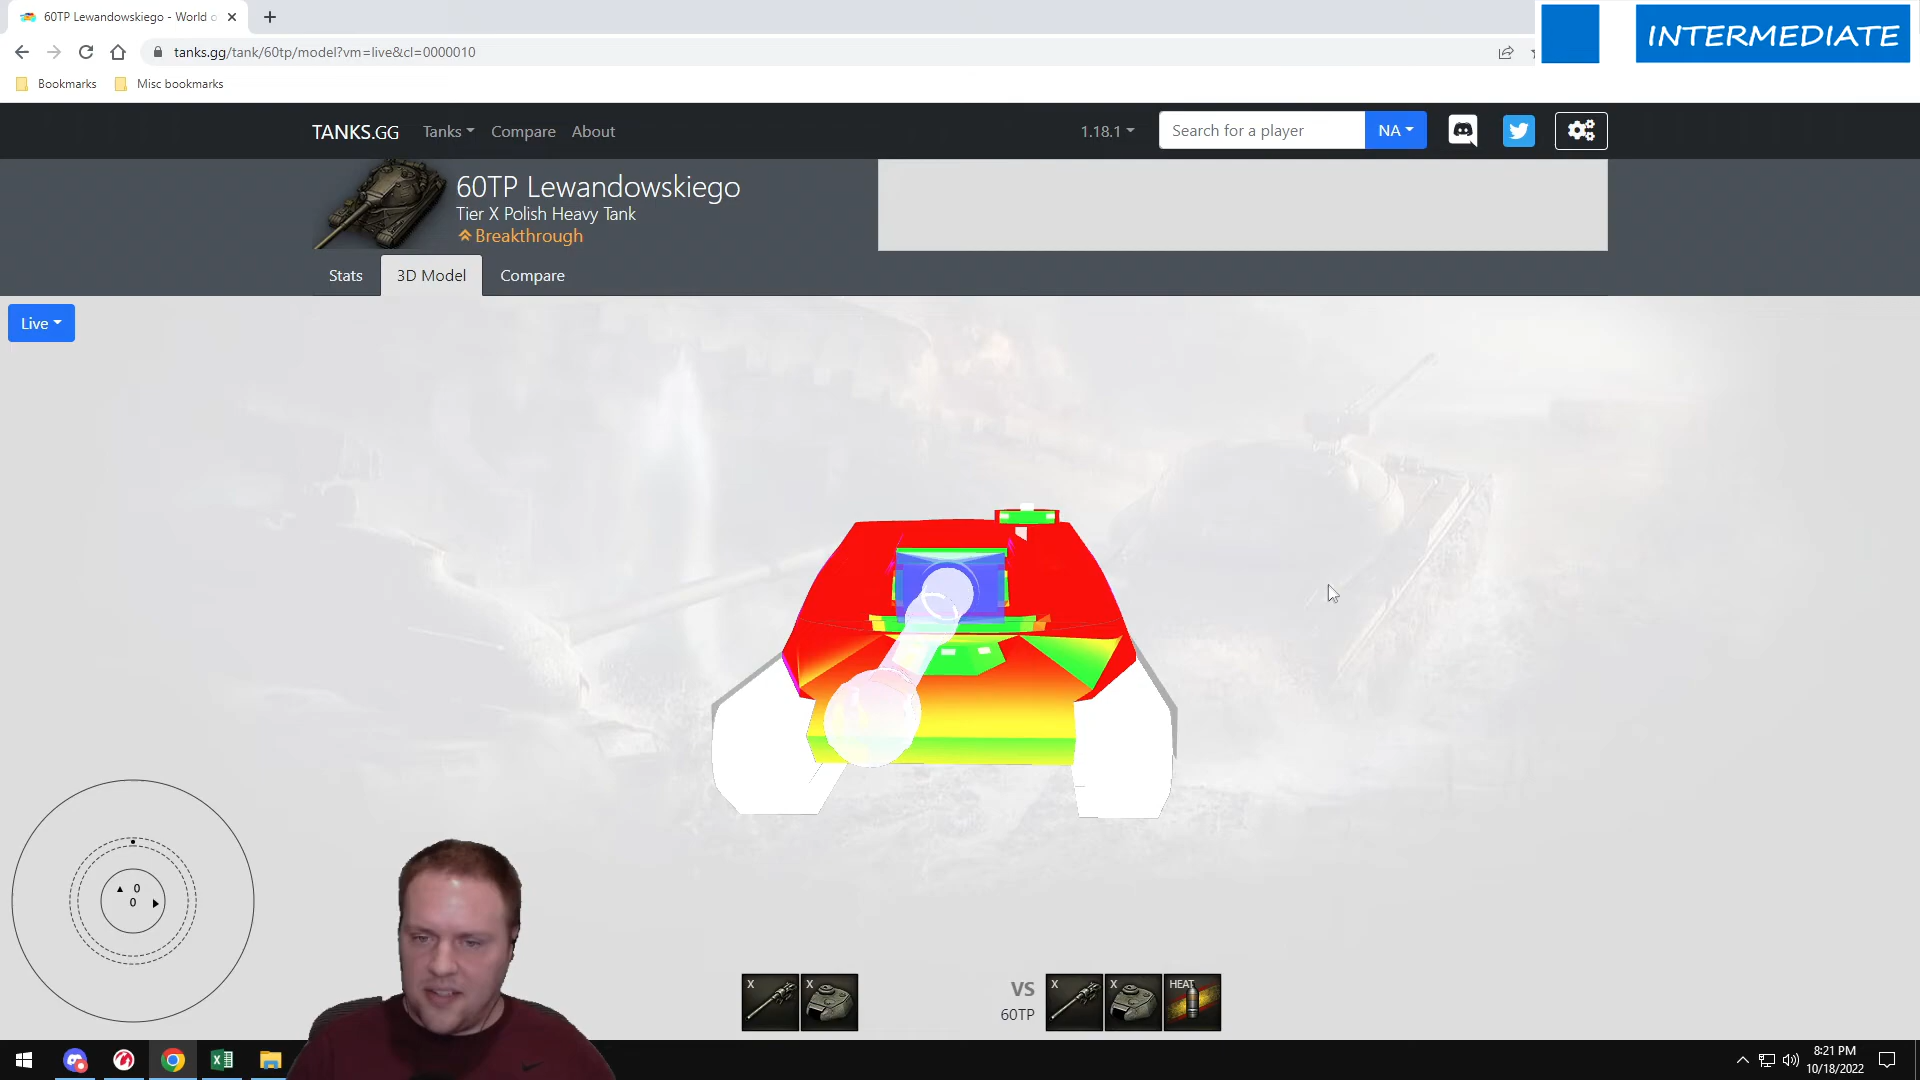 60TP Lewandowskiego - World o
INTERMEDIATE
tanks.gg/tank/60tp/model?vm=live&cl=0000010
Bookmarks
Misc bookmarks
TANKS.GG
Tanks
Compare
About
1.18.1
Search for a player
NA
60TP Lewandowskiego
Tier X Polish Heavy Tank
Breakthrough
Stats
3D Model
Compare
Live
0
0
X
X
VS
60TP
X
X
HEAT
8:21 PM
10/18/2022